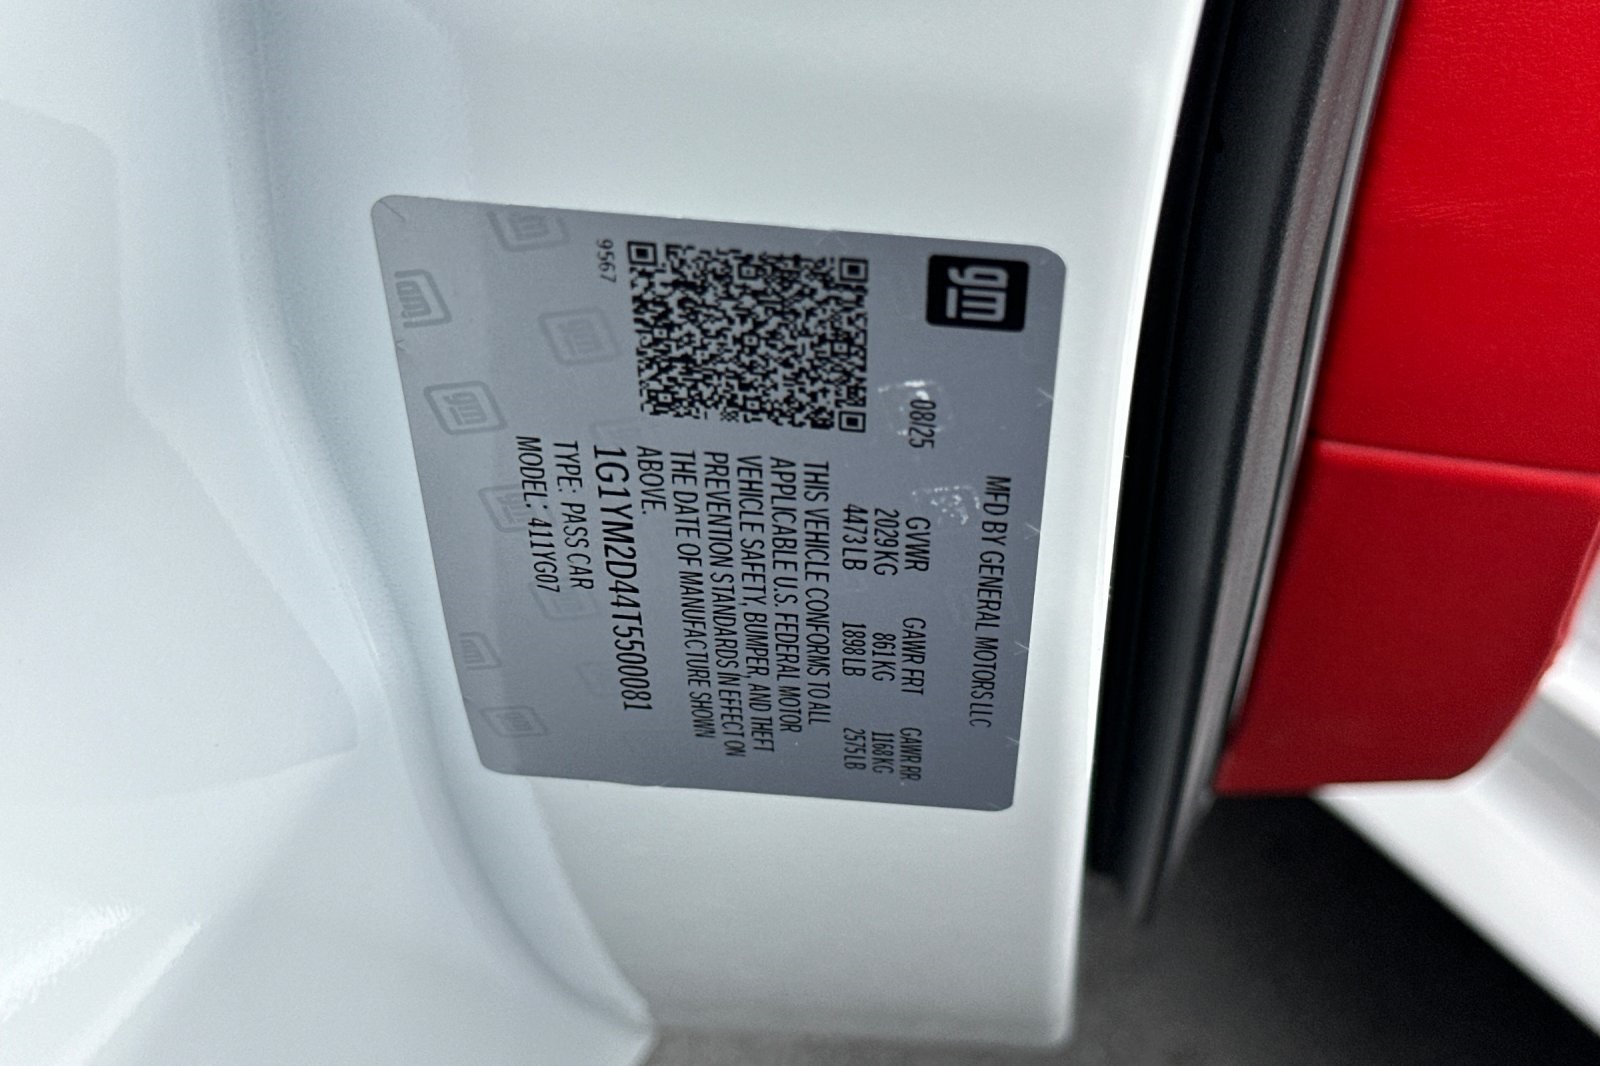 gm
MFD BY GENERAL MOTORS LLC
08/25
GVWR GAWR FRT GAWR RR
2029KG 861KG 1168KG
4473LB 1898LB 2575LB
THIS VEHICLE CONFORMS TO ALL
APPLICABLE U.S. FEDERAL MOTOR
VEHICLE SAFETY, BUMPER, AND THEFT
PREVENTION STANDARDS IN EFFECT ON
THE DATE OF MANUFACTURE SHOWN
ABOVE.
1G1YM2D44T5500081
TYPE: PASS CAR
MODEL: 411YG07
9567